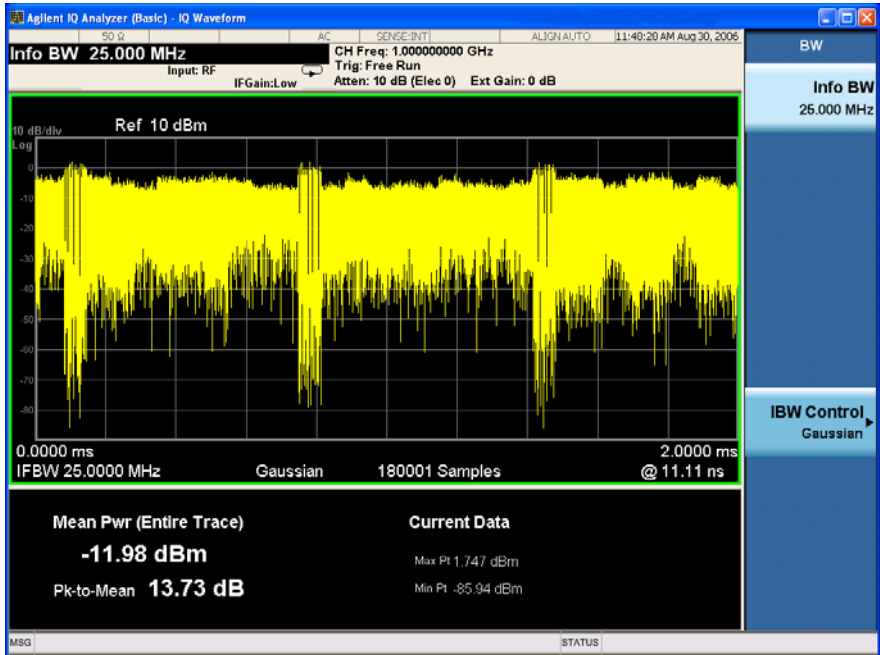 Agilent IQ Analyzer (Basic) - IQ Waveform
50 Ω AC SENSE:INT ALIGN AUTO 11:48:28 AM Aug 30, 2006
Info BW 25.000 MHz
Input: RF
IFGain:Low
CH Freq: 1.000000000 GHz
Trig: Free Run
Atten: 10 dB (Elec 0) Ext Gain: 0 dB
BW
Info BW
25.000 MHz
10 dB/div
Log
Ref 10 dBm
0
-10
-20
-30
-40
-50
-60
-70
-80
IBW Control
Gaussian
0.0000 ms 2.0000 ms
IFBW 25.0000 MHz Gaussian 180001 Samples @ 11.11 ns
Mean Pwr (Entire Trace)
-11.98 dBm
Pk-to-Mean 13.73 dB
Current Data
Max Pt 1.747 dBm
Min Pt -85.94 dBm
MSG STATUS